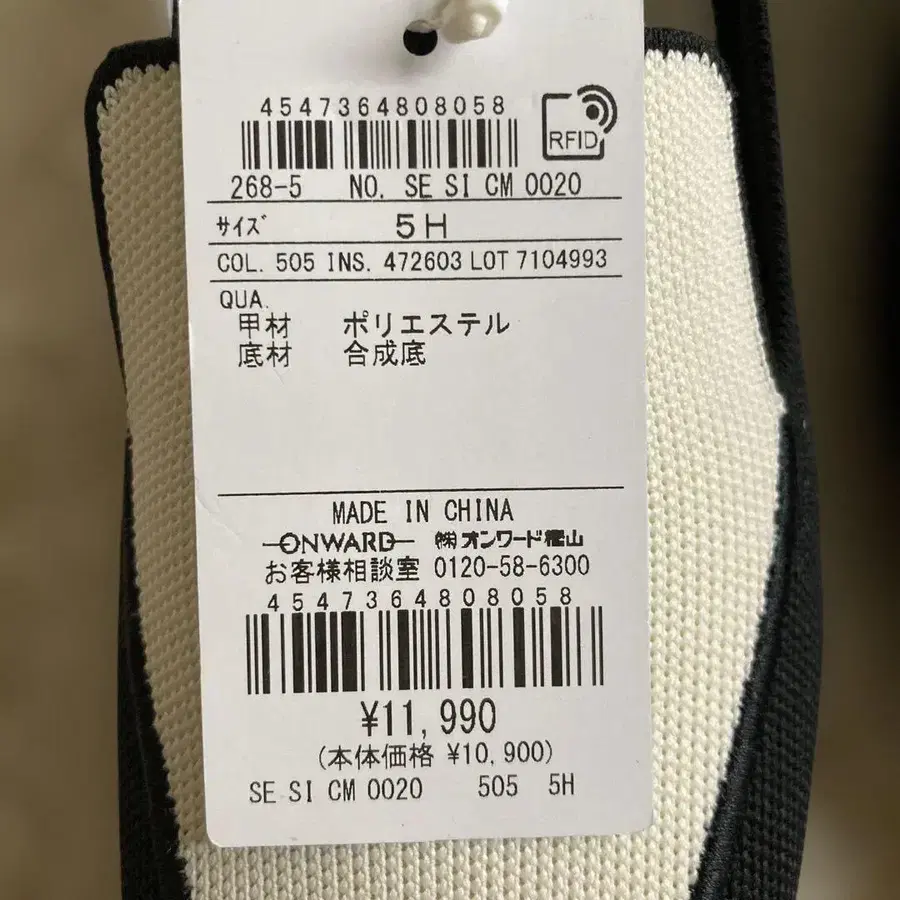 4547364808058
RFID
268-5 NO. SE SI CM 0020
ｻｲｽﾞ 5H
COL. 505 INS. 472603 LOT 7104993
QUA.
甲材 ポリエステル
底材 合成底
MADE IN CHINA
ONWARD ㈱オンワード樫山
お客様相談室 0120-58-6300
4547364808058
¥11,990
(本体価格 ¥10,900)
SE SI CM 0020 505 5H